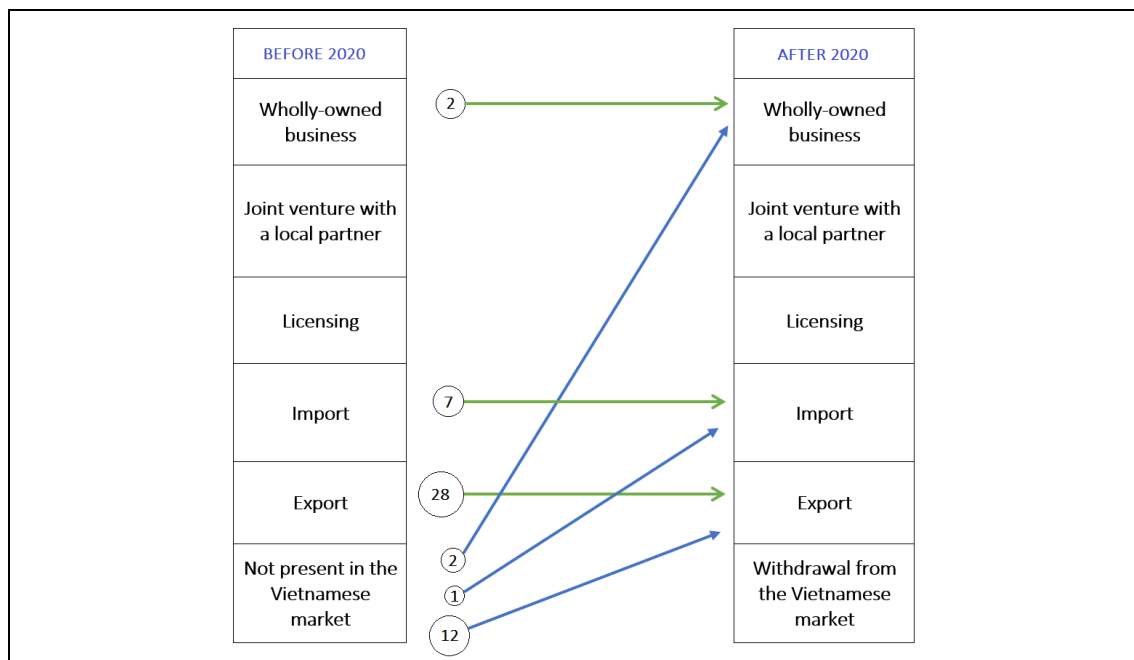 BEFORE 2020
Wholly-owned
business
Joint venture with
a local partner
Licensing
Import
Export
Not present in the
Vietnamese
market
2
7
28
2
1
12
AFTER 2020
Wholly-owned
business
Joint venture with
a local partner
Licensing
Import
Export
Withdrawal from
the Vietnamese
market